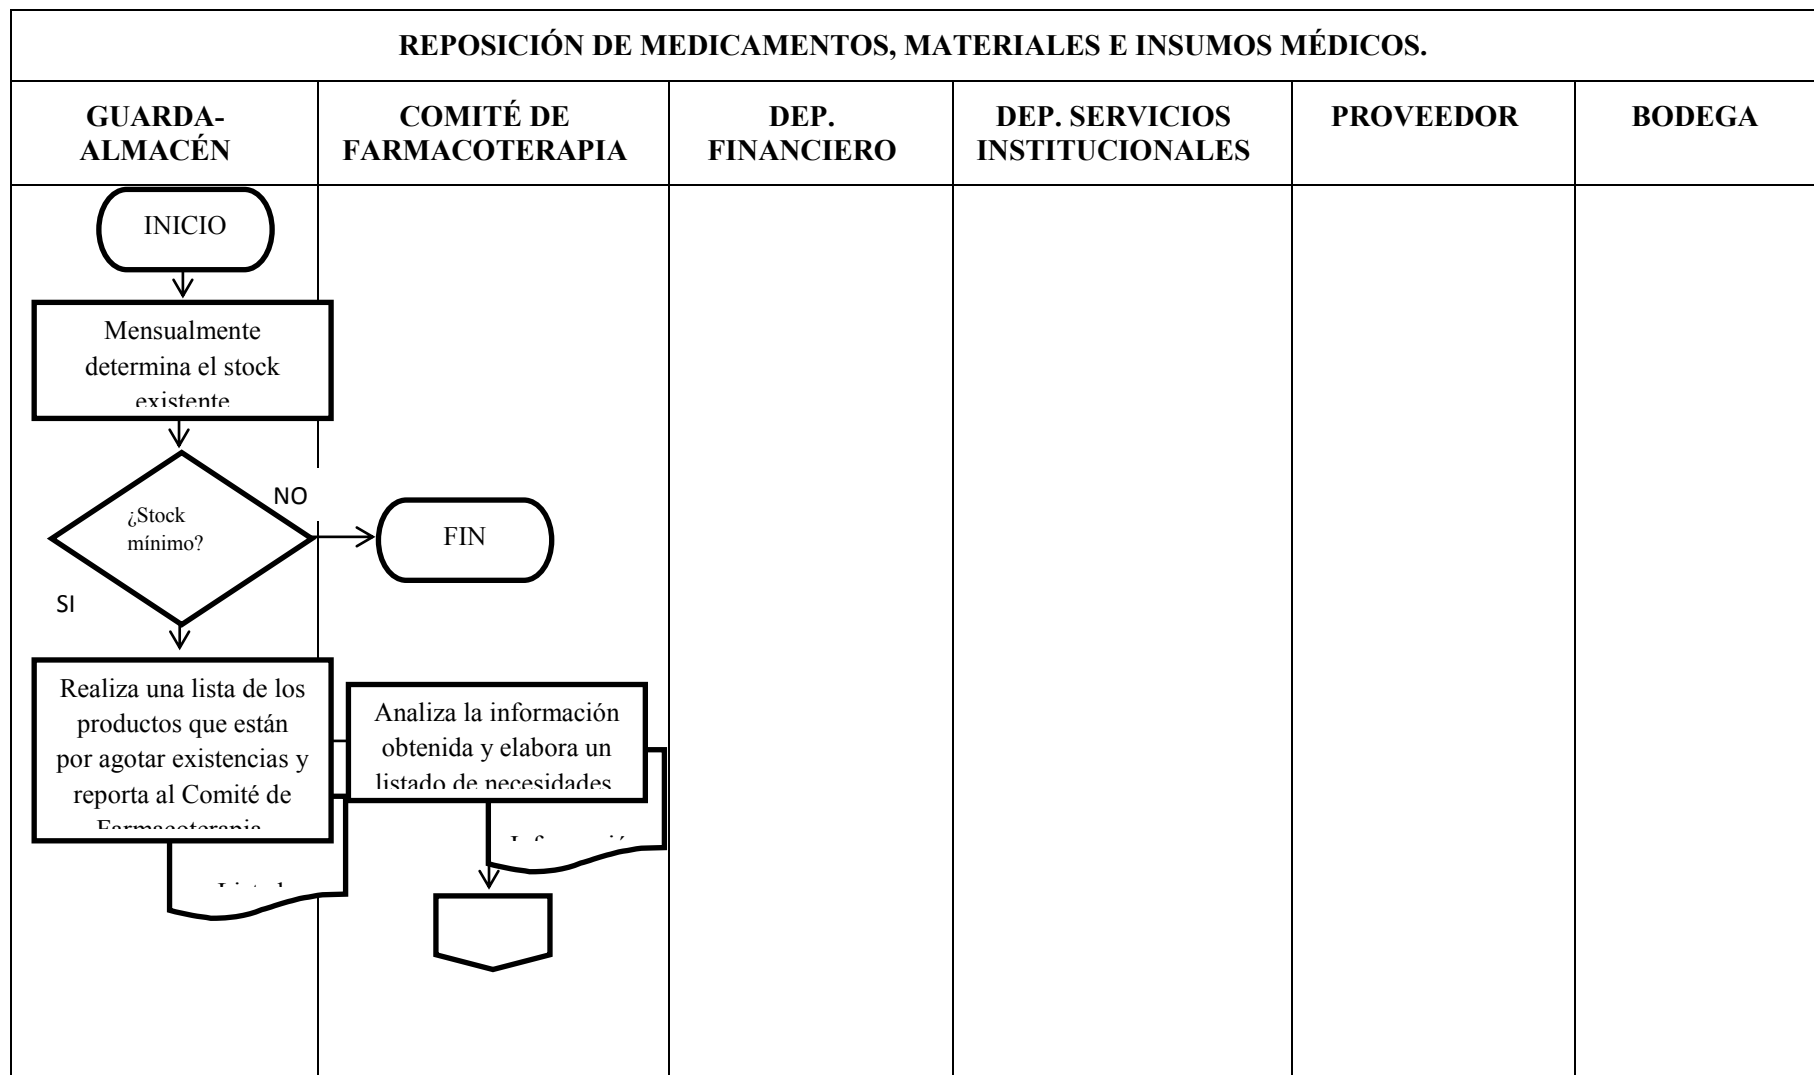 REPOSICIÓN DE MEDICAMENTOS, MATERIALES E INSUMOS MÉDICOS.
GUARDA-
ALMACÉN
COMITÉ DE
FARMACOTERAPIA
DEP.
FINANCIERO
DEP. SERVICIOS
INSTITUCIONALES
PROVEEDOR
BODEGA
INICIO
Mensualmente
determina el stock
existente
¿Stock
mínimo?
NO
FIN
SI
Realiza una lista de los
productos que están
por agotar existencias y
reporta al Comité de
Farmacoterapia
Analiza la información
obtenida y elabora un
listado de necesidades